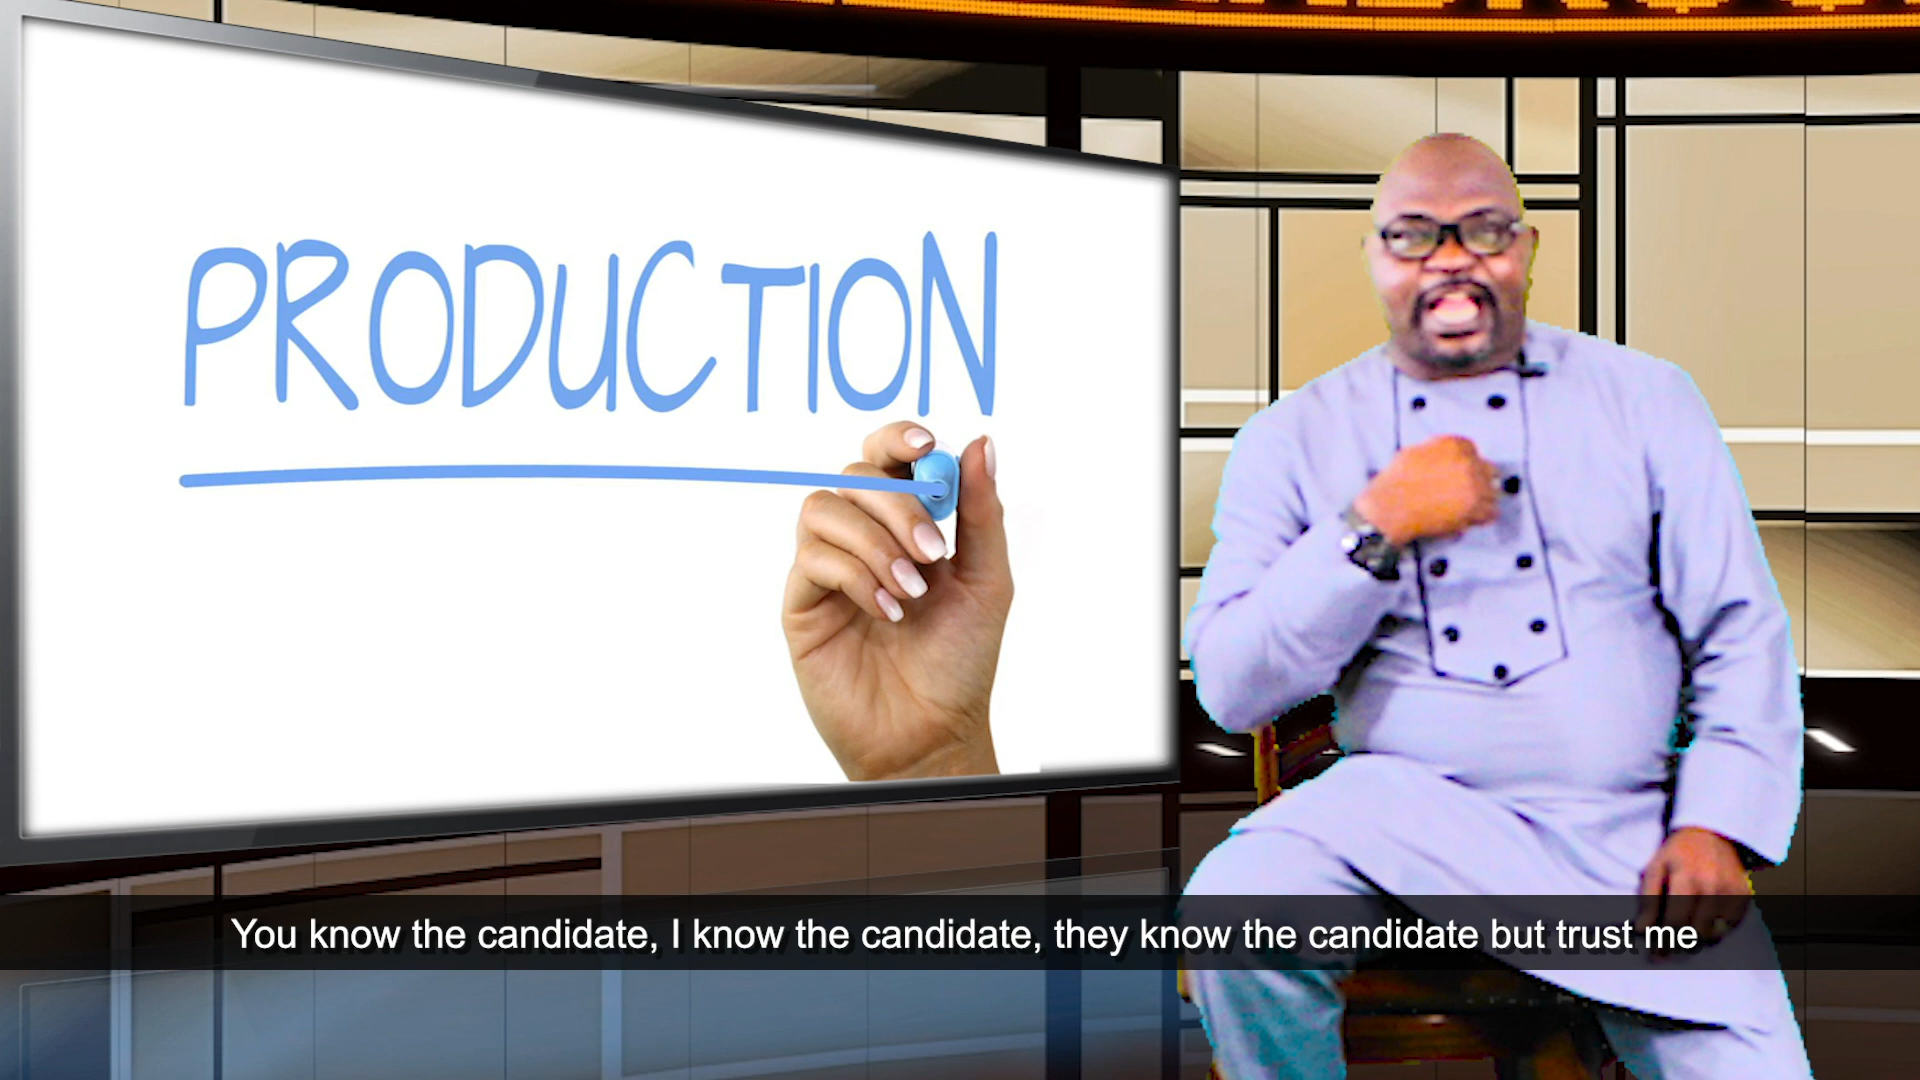 PRODUCTION
You know the candidate, I know the candidate, they know the candidate but trust me